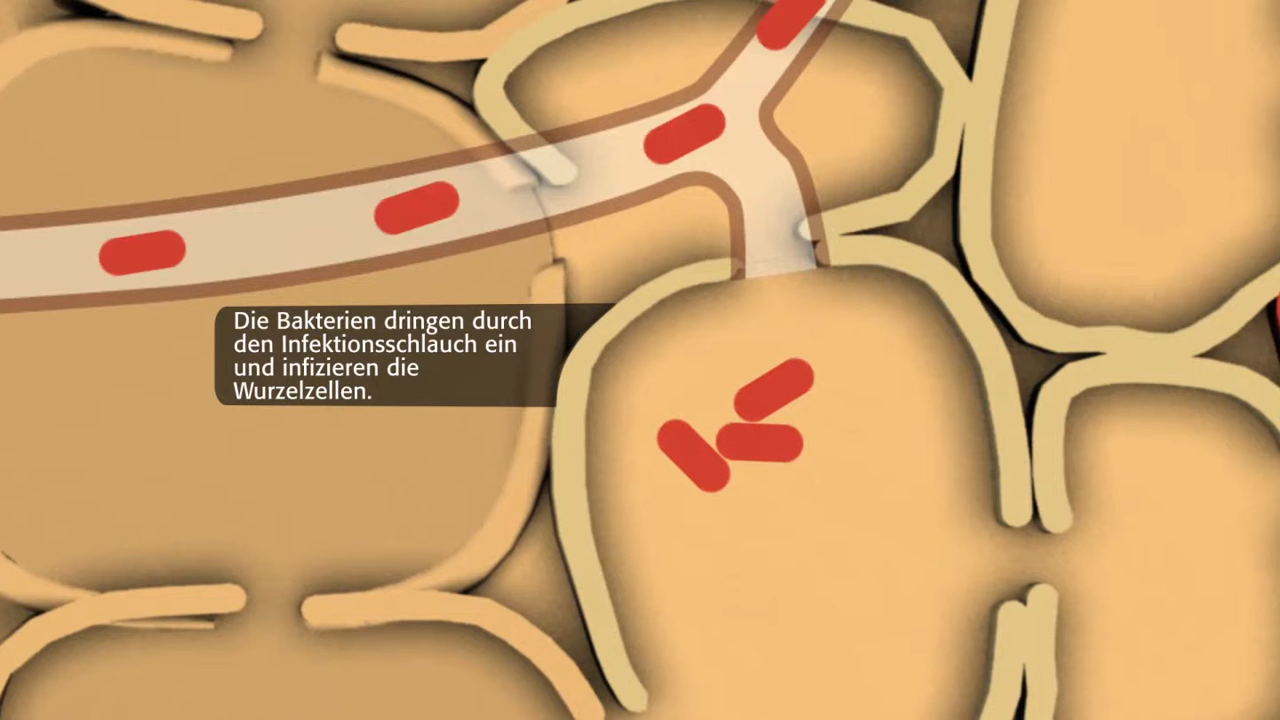 Die Bakterien dringen durch
den Infektionsschlauch ein
und infizieren die
Wurzelzellen.